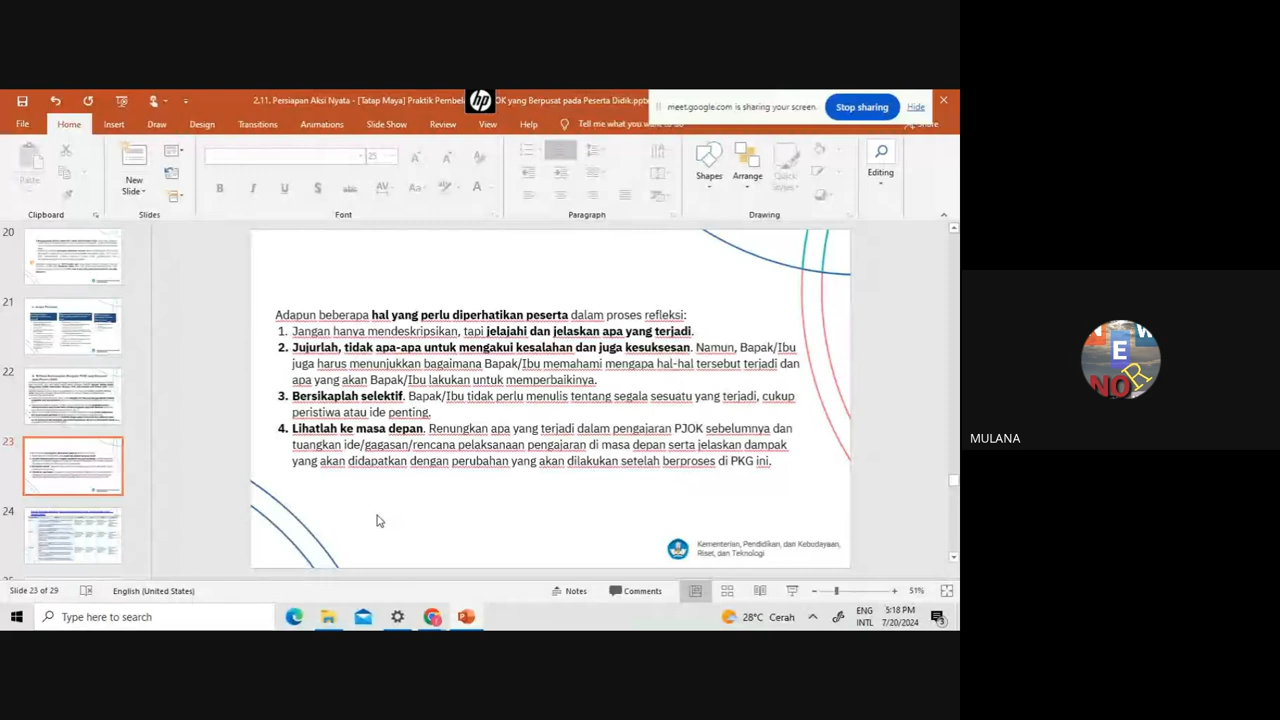 2.11. Persiapan Aksi Nyata - [Tatap Maya] Praktik Pembel
OK yang Berpusat pada Peserta Didik.pptx
hp
meet.google.com is sharing your screen.
Stop sharing
Hide
File Home Insert Draw Design Transitions Animations Slide Show Review View Help Tell me what you want to do
Share
Paste
New
Slide
25
Shapes
Arrange
Quick
Styles
Editing
Clipboard
Slides
Font
Paragraph
Drawing
20
21
22
23
24
Adapun beberapa hal yang perlu diperhatikan peserta dalam proses refleksi:
1. Jangan hanya mendeskripsikan, tapi telaahi dan jelaskan apa yang terjadi.
2. Jujurlah, tidak apa-apa untuk mengakui kesalahan dan juga kesuksesan. Namun, Bapak/Ibu
juga harus menunjukkan bagaimana Bapak/Ibu memahami mengapa hal-hal tersebut terjadi dan
apa yang akan Bapak/Ibu lakukan untuk memperbaikinya.
3. Bersikaplah selektif. Bapak/Ibu tidak perlu menulis tentang segala sesuatu yang terjadi, cukup
peristiwa atau ide penting.
4. Lihatlah ke masa depan. Renungkan apa yang terjadi dalam pengajaran PJOK sebelumnya dan
tuangkan ide/gagasan/rencana pelaksanaan pengajaran di masa depan serta jelaskan dampak
yang akan didapatkan dengan perubahan yang akan dilakukan setelah berproses di PKG ini.
Kementerian, Pendidikan, dan Kebudayaan,
Riset, dan Teknologi
Slide 23 of 29
English (United States)
Notes
Comments
51%
Type here to search
28°C Cerah
ENG
INTL
5:18 PM
7/20/2024
3
N W
E
NO R
MULANA